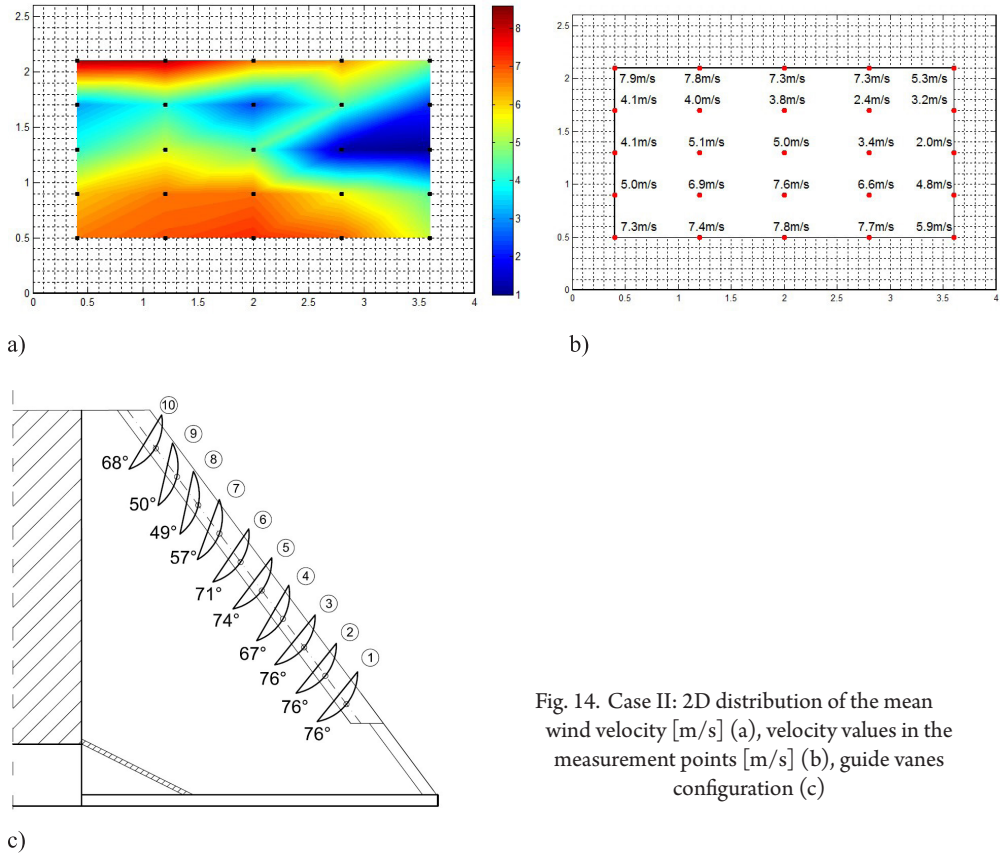 2.5
2
1.5
1
0.5
0
0 0.5 1 1.5 2 2.5 3 3.5 4
8
7
6
5
4
3
2
1
a)
2.5
2
1.5
1
0.5
0
7.9m/s 7.8m/s 7.3m/s 7.3m/s 5.3m/s
4.1m/s 4.0m/s 3.8m/s 2.4m/s 3.2m/s
4.1m/s 5.1m/s 5.0m/s 3.4m/s 2.0m/s
5.0m/s 6.9m/s 7.6m/s 6.6m/s 4.8m/s
7.3m/s 7.4m/s 7.8m/s 7.7m/s 5.9m/s
0 0.5 1 1.5 2 2.5 3 3.5 4
b)
10
9
68°
8
50°
7
49°
6
57°
5
71°
4
74°
3
67°
2
76°
1
76°
76°
c)
Fig. 14. Case II: 2D distribution of the mean
wind velocity [m/s] (a), velocity values in the
measurement points [m/s] (b), guide vanes
configuration (c)